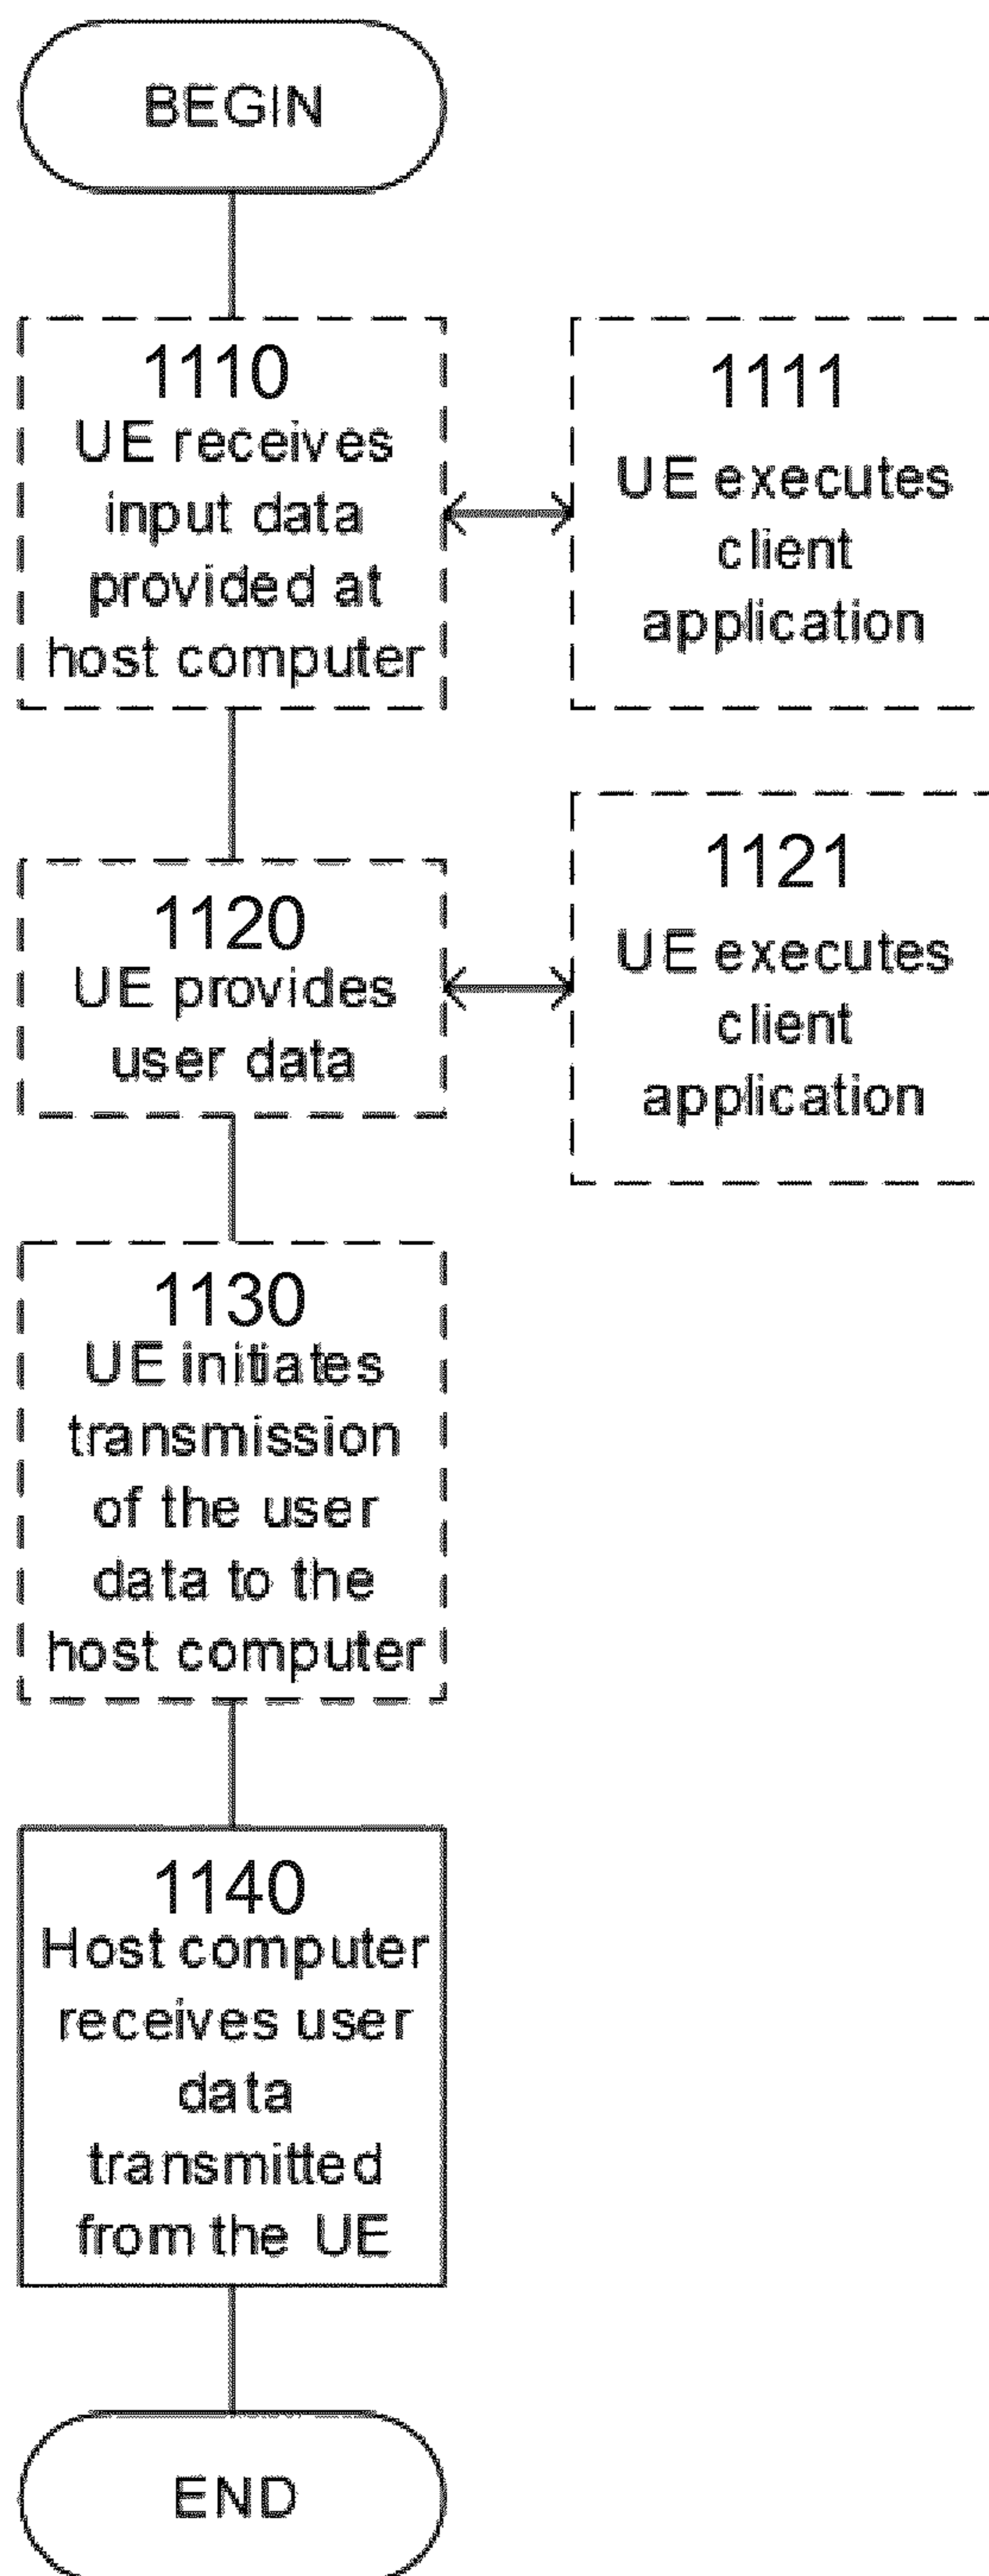 BEGIN
1110
UE receives
input data
provided at
host computer
1111
UE executes
client
application
1120
UE provides
user data
1121
UE executes
client
application
1130
UE initiates
transmission
of the user
data to the
host computer
1140
Host computer
receives user
data
transmitted
from the UE
END